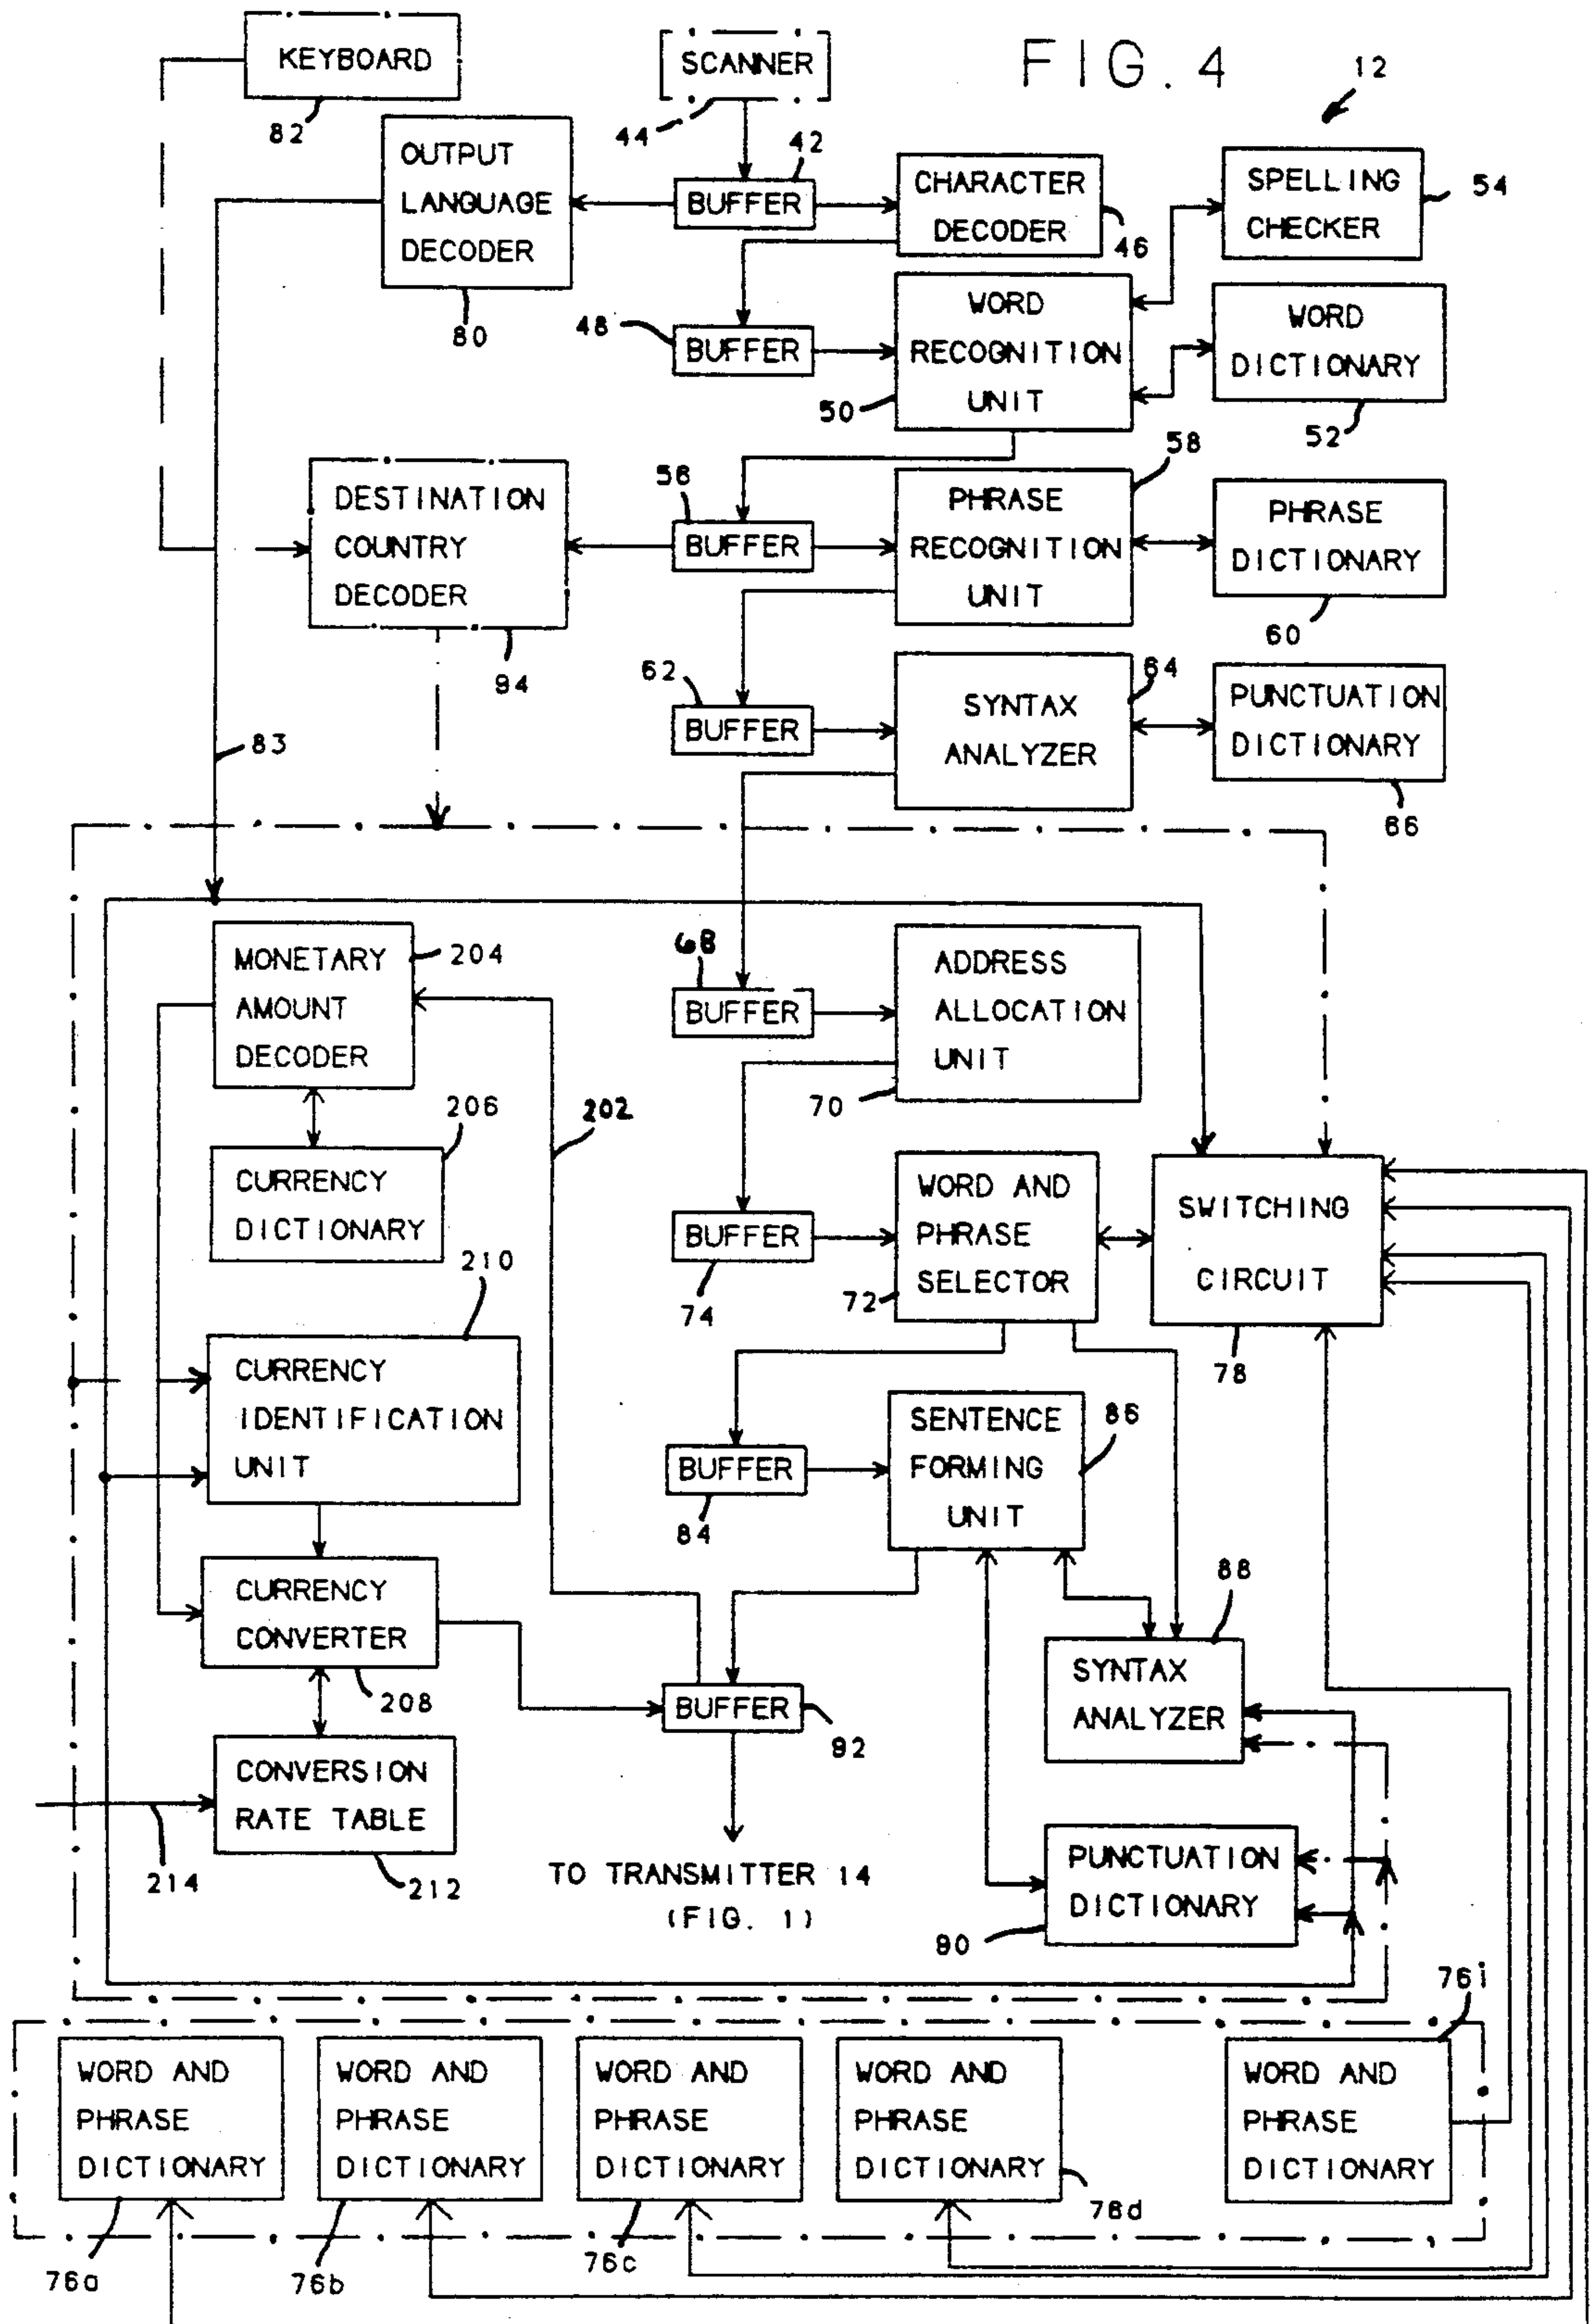 FIG. 4
12
KEYBOARD
82
SCANNER
44
OUTPUT
LANGUAGE
DECODER
80
42
BUFFER
CHARACTER
DECODER
46
SPELLING
CHECKER
54
48
BUFFER
WORD
RECOGNITION
UNIT
50
WORD
DICTIONARY
52
DESTINATION
COUNTRY
DECODER
94
56
BUFFER
58
PHRASE
RECOGNITION
UNIT
PHRASE
DICTIONARY
60
62
BUFFER
64
SYNTAX
ANALYZER
PUNCTUATION
DICTIONARY
66
83
MONETARY
AMOUNT
DECODER
204
68
BUFFER
ADDRESS
ALLOCATION
UNIT
70
206
202
CURRENCY
DICTIONARY
BUFFER
74
WORD AND
PHRASE
SELECTOR
72
SWITCHING
CIRCUIT
78
210
CURRENCY
IDENTIFICATION
UNIT
BUFFER
84
SENTENCE
FORMING
UNIT
86
CURRENCY
CONVERTER
208
88
SYNTAX
ANALYZER
BUFFER
92
CONVERSION
RATE TABLE
214
212
TO TRANSMITTER 14
(FIG. 1)
PUNCTUATION
DICTIONARY
90
76i
WORD AND
PHRASE
DICTIONARY
76a
WORD AND
PHRASE
DICTIONARY
76b
WORD AND
PHRASE
DICTIONARY
76c
WORD AND
PHRASE
DICTIONARY
76d
WORD AND
PHRASE
DICTIONARY